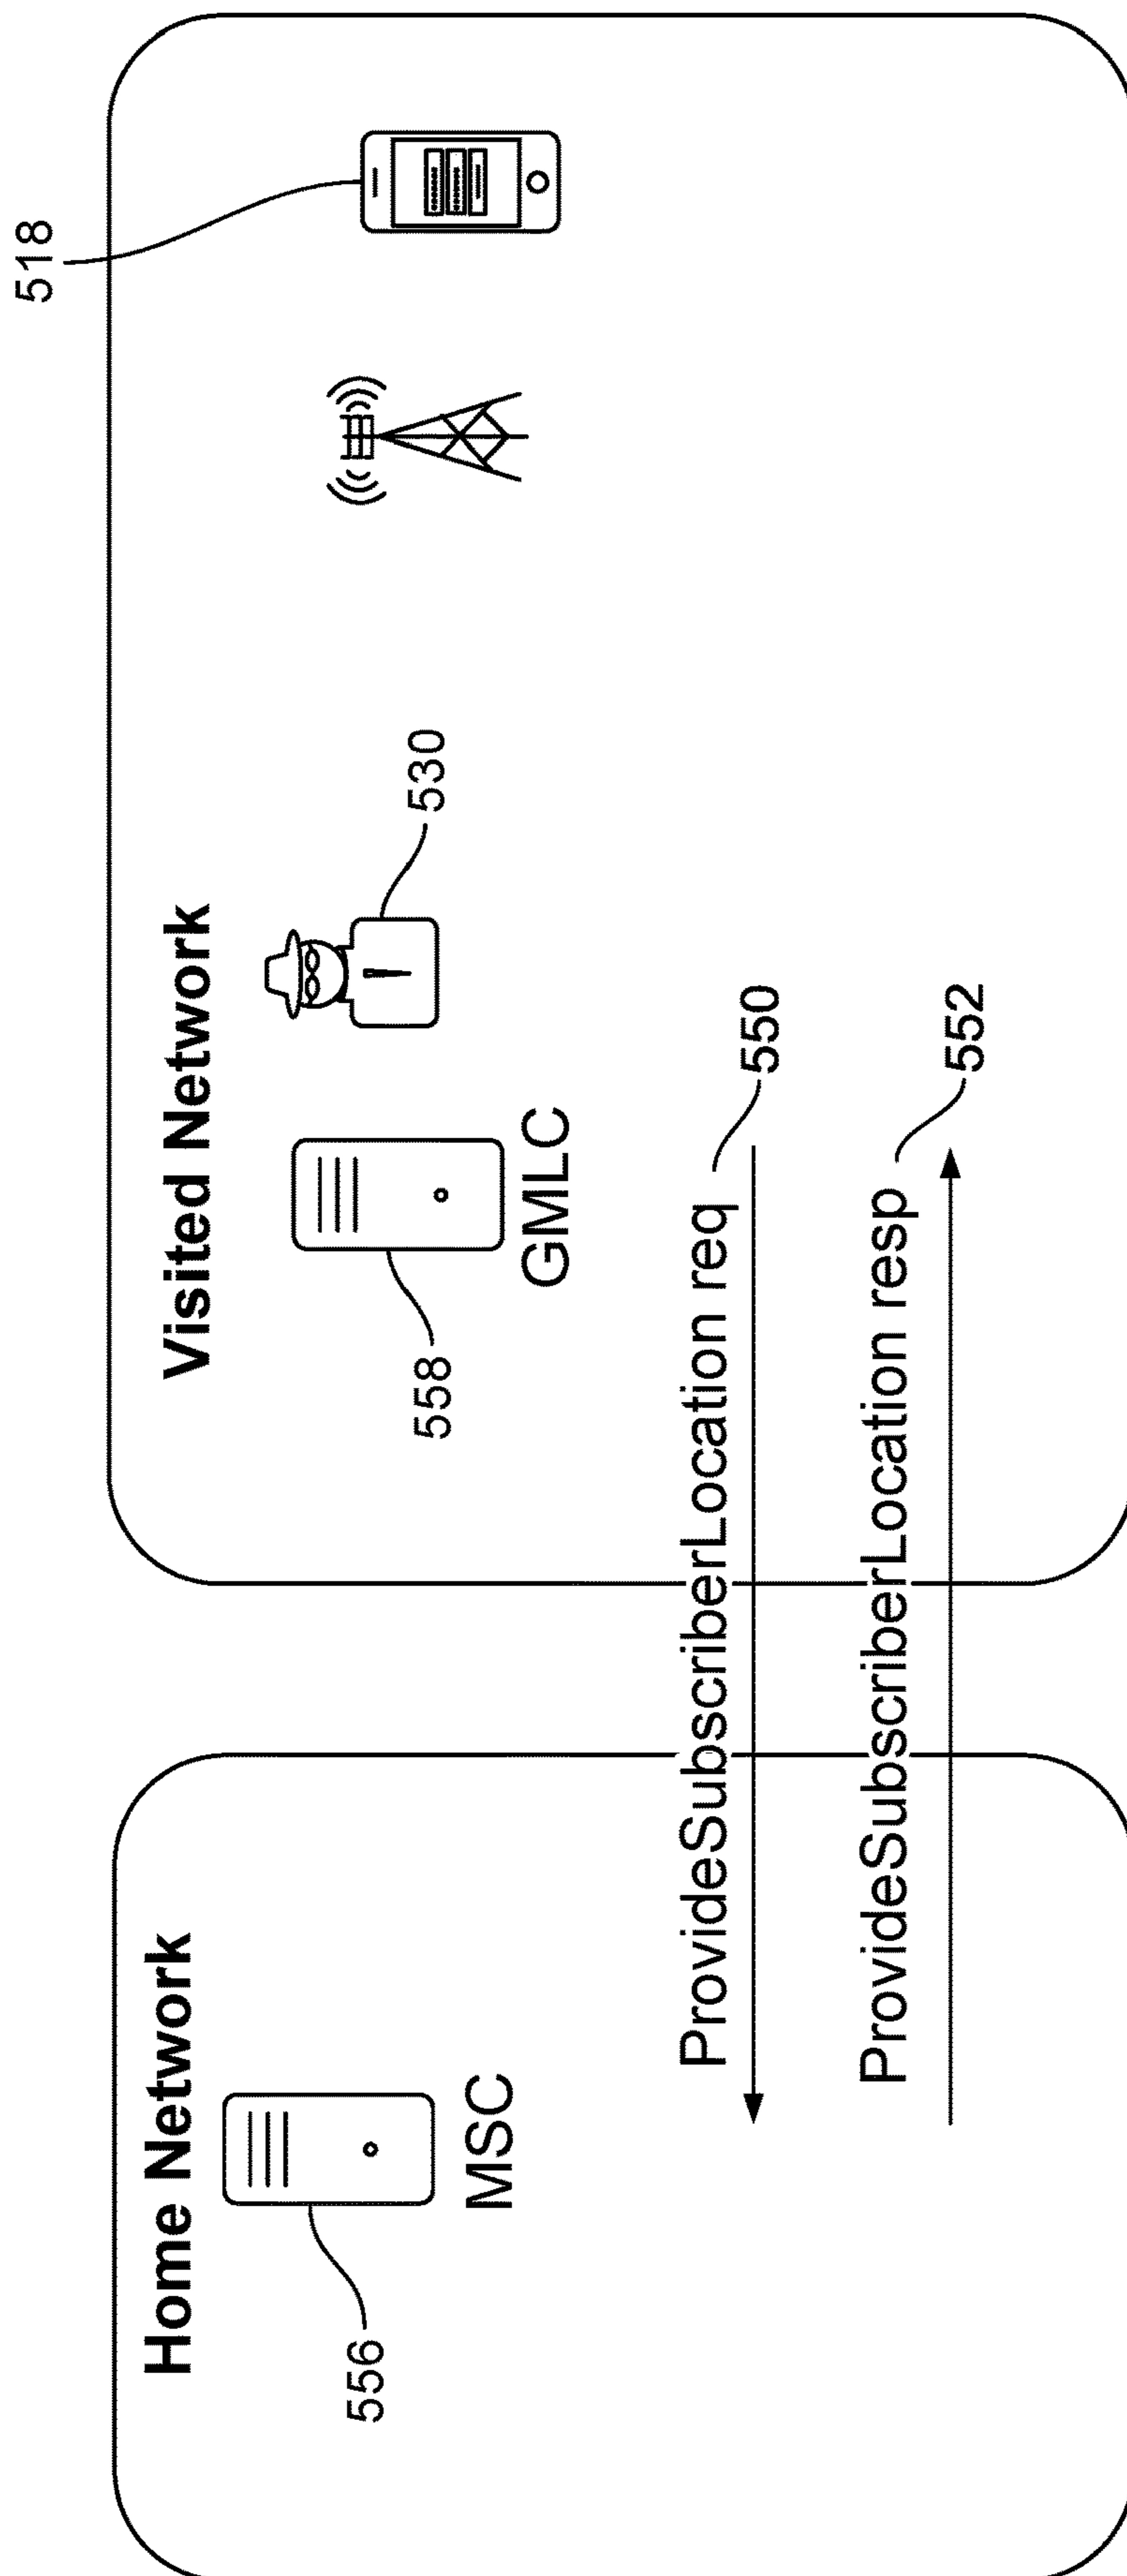 Home Network
556
MSC
Visited Network
558
GMLC
530
518
ProvideSubscriberLocation req
550
ProvideSubscriberLocation resp
552